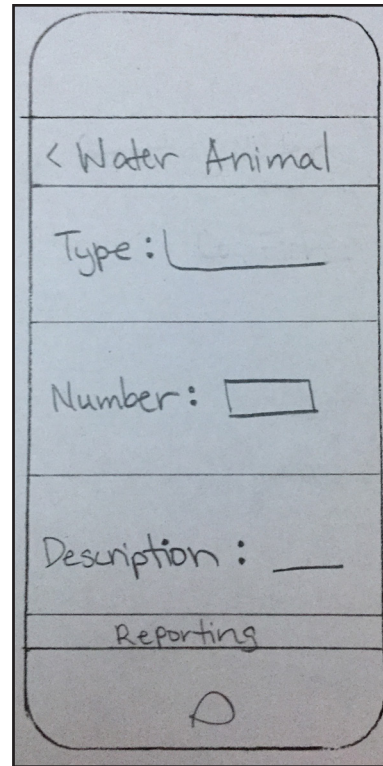 < Water Animal
Type:
Number:
Description:
Reporting